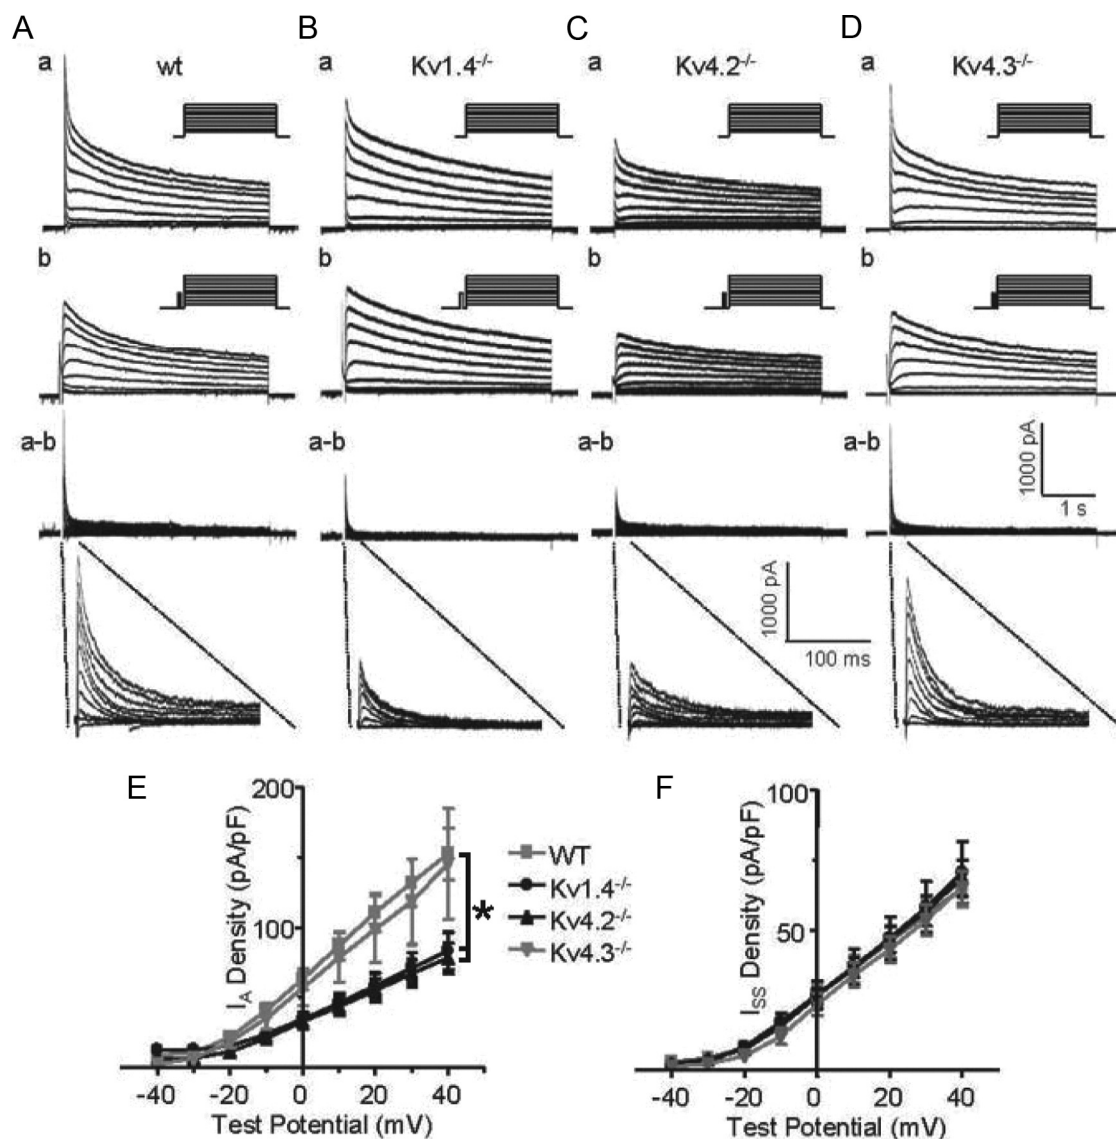 A B C D
a wt a Kv1.4-/- a Kv4.2-/- a Kv4.3-/-
b b b b
a-b a-b a-b a-b
1000 pA
1 s
1000 pA
100 ms
E F
200
100
IA Density (pA/pF)
-40 -20 0 20 40
Test Potential (mV)
WT
Kv1.4-/-
Kv4.2-/-
Kv4.3-/-
*
100
50
ISS Density (pA/pF)
-40 -20 0 20 40
Test Potential (mV)